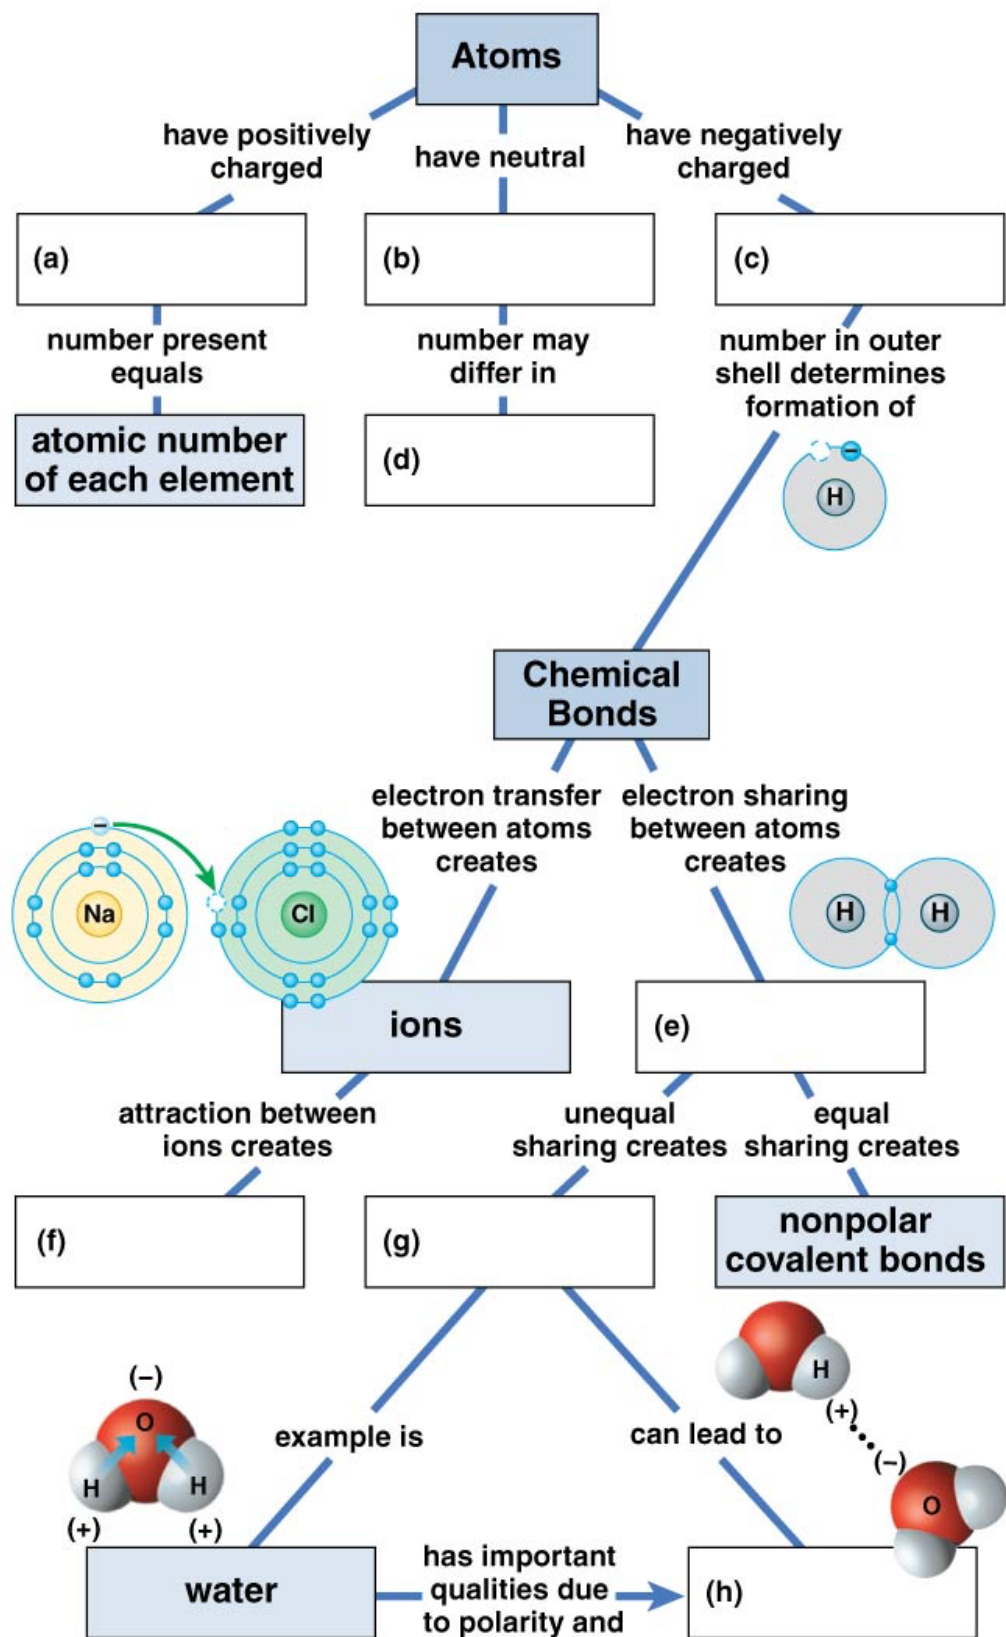 Atoms
have positively
charged
have neutral
have negatively
charged
(a)
(b)
(c)
number present
equals
number may
differ in
number in outer
shell determines
formation of
atomic number
of each element
(d)
−
H
Chemical
Bonds
electron transfer
between atoms
creates
electron sharing
between atoms
creates
−
Na
Cl
H
H
ions
(e)
attraction between
ions creates
unequal
sharing creates
equal
sharing creates
(f)
(g)
nonpolar
covalent bonds
(−)
O
H
H
(+)
(+)
example is
can lead to
H
(+)
(−)
O
water
has important
qualities due
to polarity and
(h)